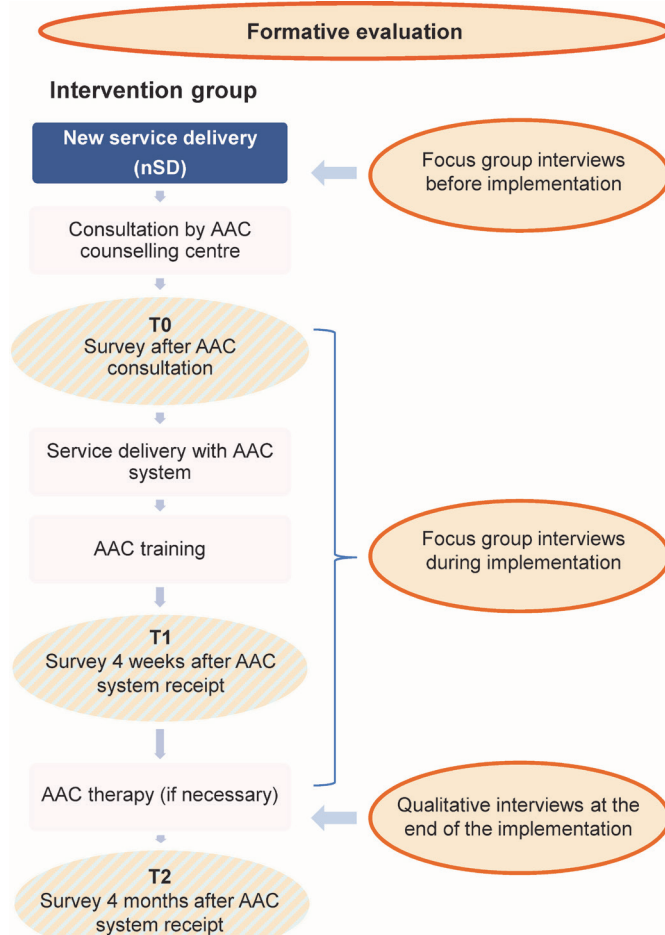 Formative evaluation
Intervention group
New service delivery
(nSD)
Focus group interviews
before implementation
Consultation by AAC
counselling centre
T0
Survey after AAC
consultation
Service delivery with AAC
system
Focus group interviews
during implementation
AAC training
T1
Survey 4 weeks after AAC
system receipt
AAC therapy (if necessary)
Qualitative interviews at the
end of the implementation
T2
Survey 4 months after AAC
system receipt